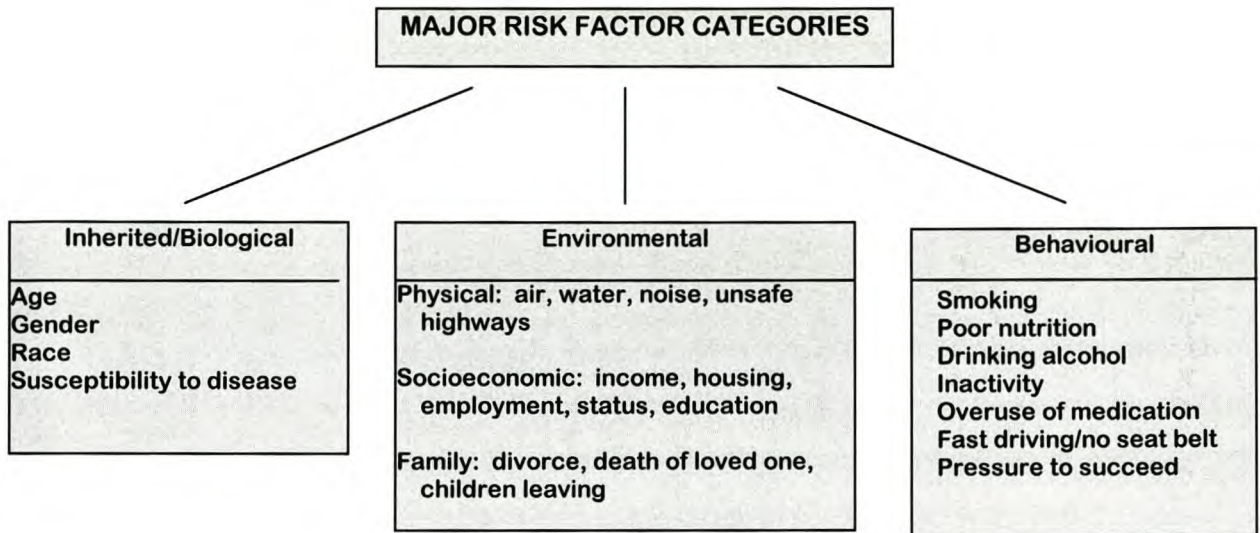 MAJOR RISK FACTOR CATEGORIES
Inherited/Biological
Age
Gender
Race
Susceptibility to disease
Environmental
Physical: air, water, noise, unsafe
highways
Socioeconomic: income, housing,
employment, status, education
Family: divorce, death of loved one,
children leaving
Behavioural
Smoking
Poor nutrition
Drinking alcohol
Inactivity
Overuse of medication
Fast driving/no seat belt
Pressure to succeed